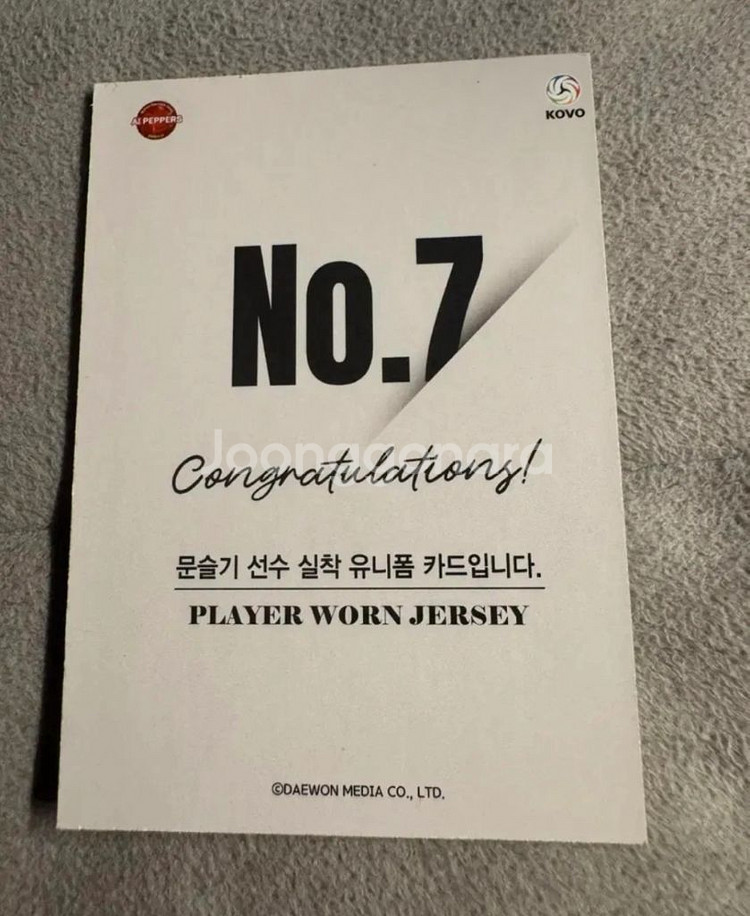 AI PEPPERS
KOVO
No.7
Joonggonara
Congratulations!
문슬기 선수 실착 유니폼 카드입니다.
PLAYER WORN JERSEY
©DAEWON MEDIA CO., LTD.